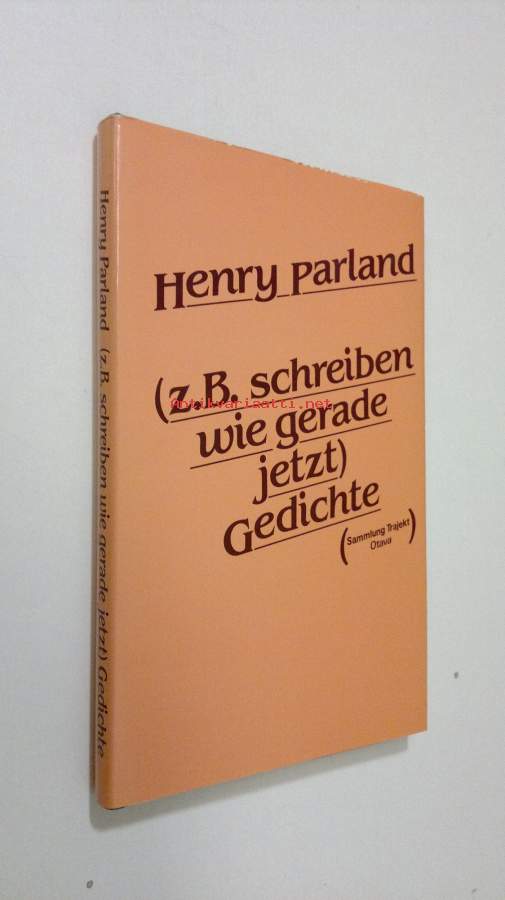 Henry Parland (z.B. schreiben wie gerade jetzt) Gedichte
Henry Parland
(z.B. schreiben
wie gerade
jetzt)
Gedichte
(Sammlung Trajekt
Otava)
Antikvariaatti.net